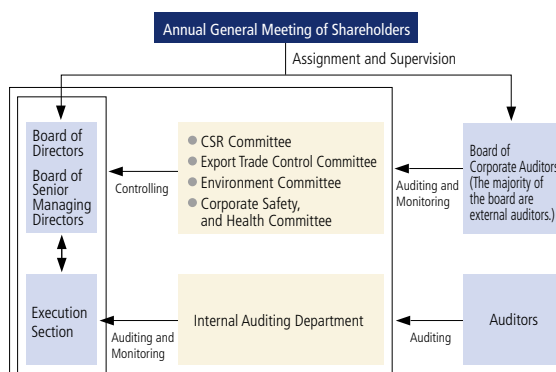 Annual General Meeting of Shareholders
Assignment and Supervision
Board of
Directors
Board of
Senior
Managing
Directors
Controlling
● CSR Committee
● Export Trade Control Committee
● Environment Committee
● Corporate Safety,
and Health Committee
Auditing and
Monitoring
Board of
Corporate Auditors
(The majority of
the board are
external auditors.)
Execution
Section
Auditing and
Monitoring
Internal Auditing Department
Auditing
Auditors